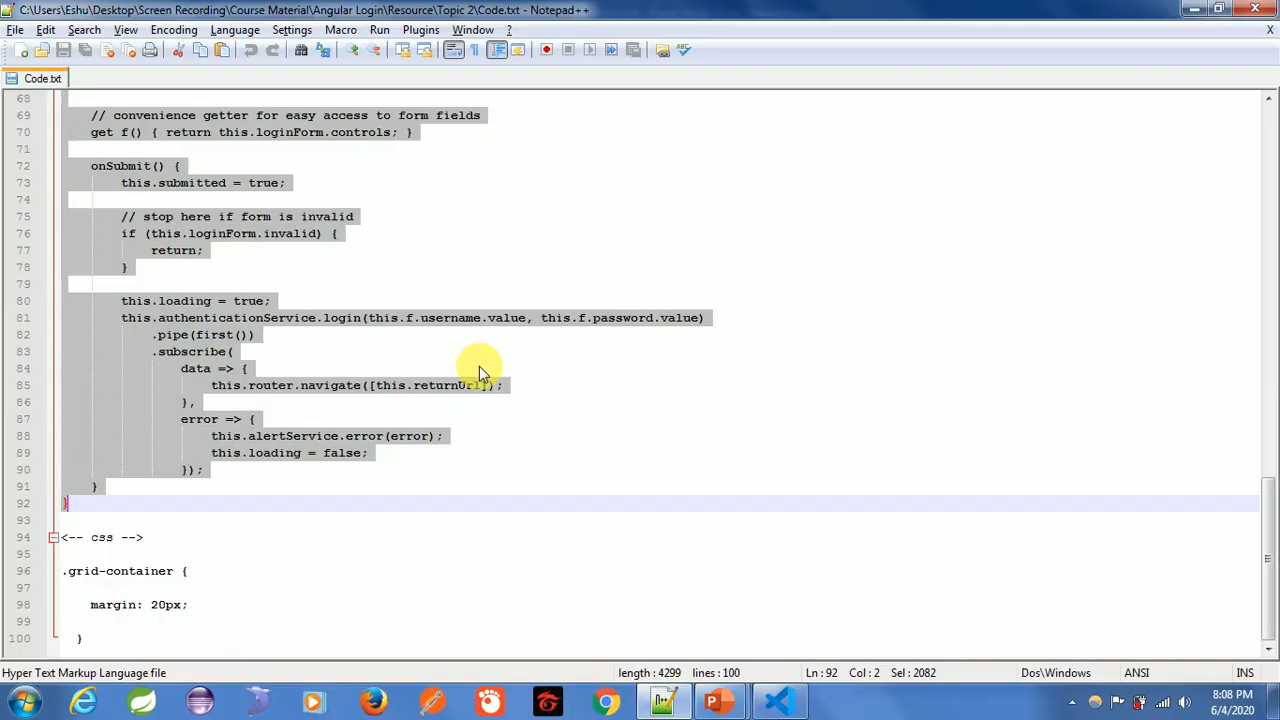 C:\Users\Eshu\Desktop\Screen Recording\Course Material\Angular Login\Resource\Topic 2\Code.txt - Notepad++
File Edit Search View Encoding Language Settings Macro Run Plugins Window ? X
Code.txt
68
69 // convenience getter for easy access to form fields
70 get f() { return this.loginForm.controls; }
71
72 onSubmit() {
73 this.submitted = true;
74
75 // stop here if form is invalid
76 if (this.loginForm.invalid) {
77 return;
78 }
79
80 this.loading = true;
81 this.authenticationService.login(this.f.username.value, this.f.password.value)
82 .pipe(first())
83 .subscribe(
84 data => {
85 this.router.navigate([this.returnUrl]);
86 },
87 error => {
88 this.alertService.error(error);
89 this.loading = false;
90 });
91 }
92 }
93
94 <-- css -->
95
96 .grid-container {
97
98 margin: 20px;
99
100 }
Hyper Text Markup Language file length : 4299 lines : 100 Ln : 92 Col : 2 Sel : 2082 Dos\Windows ANSI INS
8:08 PM
6/4/2020